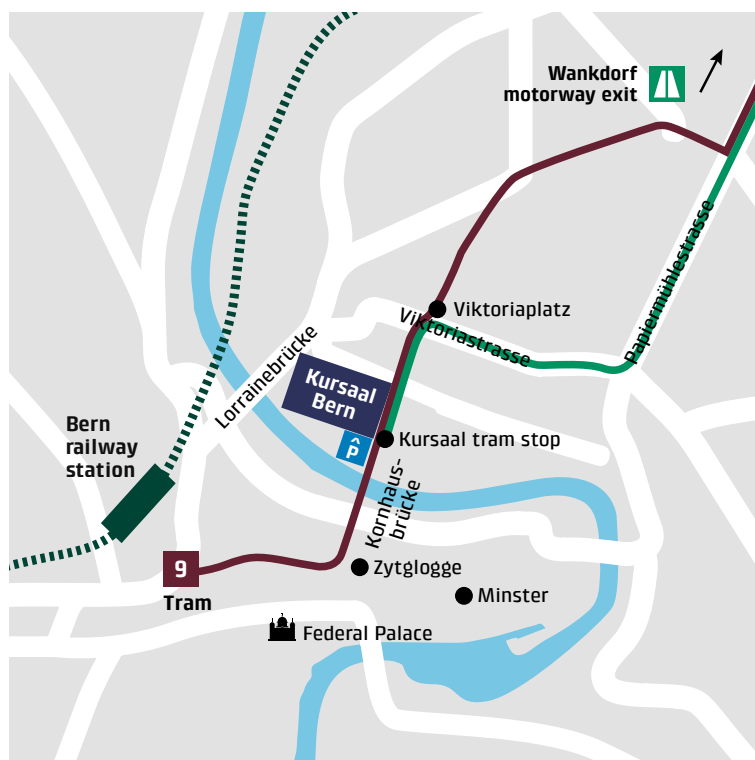 Wankdorf
motorway exit
Papiermühlestrasse
Viktoriaplatz
Viktoriastrasse
Lorrainebrücke
Kursaal
Bern
P
Kursaal tram stop
Bern
railway
station
Kornhaus-
brücke
9
Tram
Zytglogge
Minster
Federal Palace